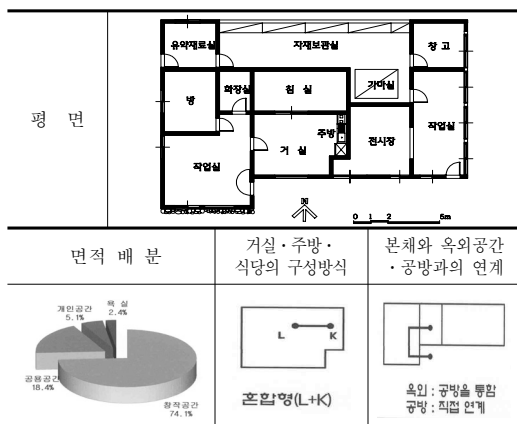 평 면
유약재료실
자재보관실
창 고
방
화장실
침 실
가마실
작업실
거 실
주방
전시장
작업실
N
0 1 2 5m
면적 배 분
거실·주방·
식당의 구성방식
본채와 옥외공간
·공방과의 연계
욕 실
2.4%
개인공간
5.1%
공용공간
18.4%
창작공간
74.1%
L K
혼합형(L+K)
옥외 : 공방을 통함
공방 : 직접 연계